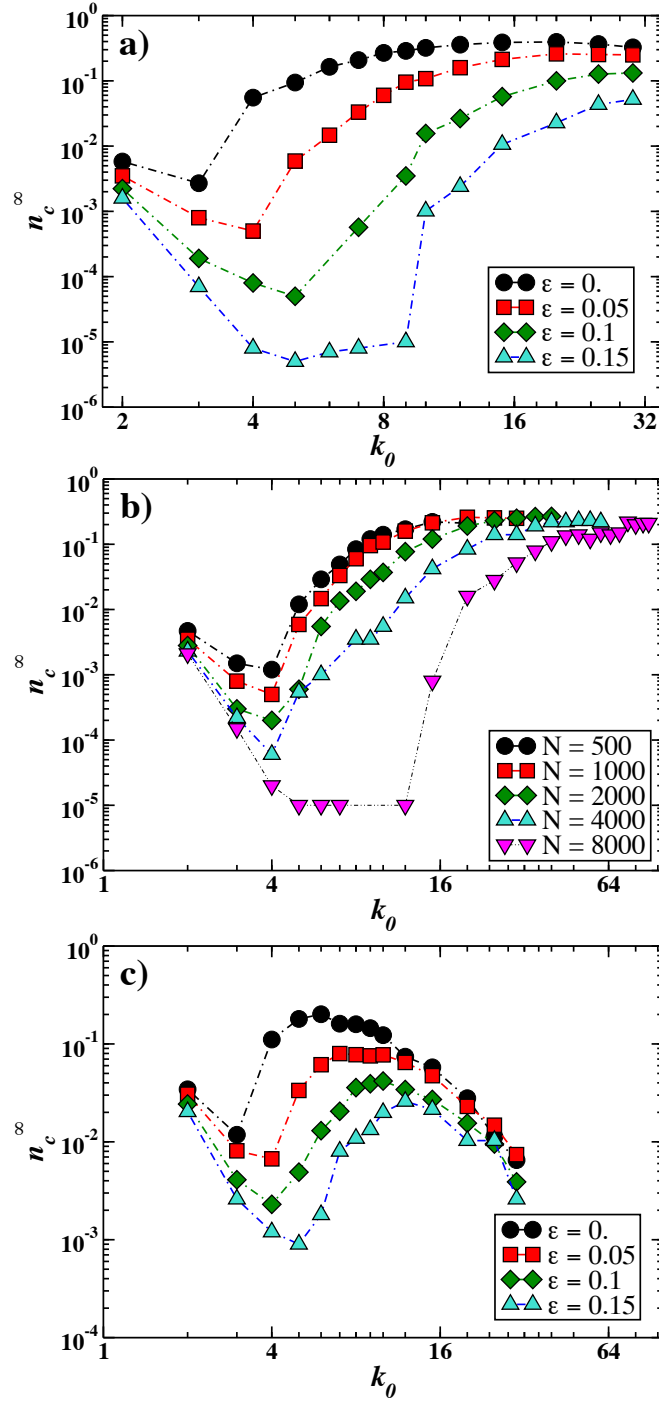 a)
10^0
10^-1
10^-2
10^-3
10^-4
10^-5
10^-6
n_c^∞
ε = 0.
ε = 0.05
ε = 0.1
ε = 0.15
2 4 8 16 32
k_0
b)
10^0
10^-1
10^-2
10^-3
10^-4
10^-5
10^-6
n_c^∞
N = 500
N = 1000
N = 2000
N = 4000
N = 8000
1 4 16 64
k_0
c)
10^0
10^-1
10^-2
10^-3
10^-4
n_c^∞
ε = 0.
ε = 0.05
ε = 0.1
ε = 0.15
1 4 16 64
k_0